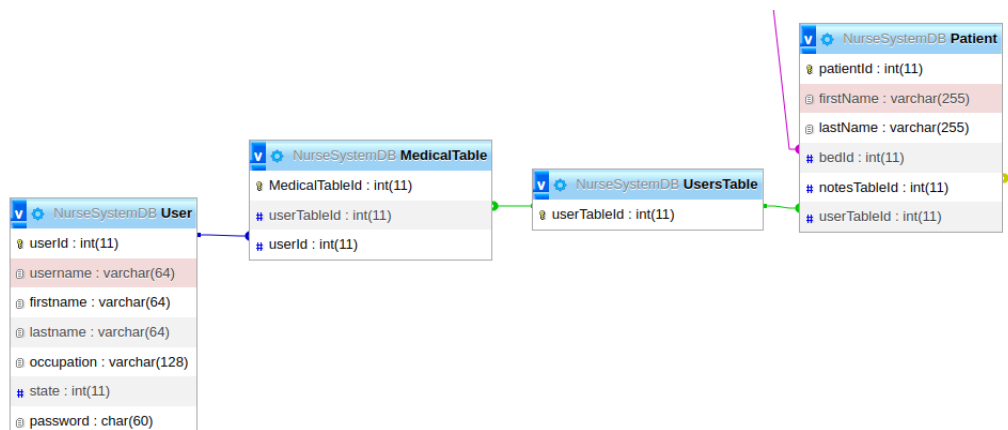 NurseSystemDB Patient
patientId : int(11)
firstName : varchar(255)
lastName : varchar(255)
bedId : int(11)
notesTableId : int(11)
userTableId : int(11)
NurseSystemDB MedicalTable
MedicalTableId : int(11)
userTableId : int(11)
userId : int(11)
NurseSystemDB UsersTable
userTableId : int(11)
NurseSystemDB User
userId : int(11)
username : varchar(64)
firstname : varchar(64)
lastname : varchar(64)
occupation : varchar(128)
state : int(11)
password : char(60)